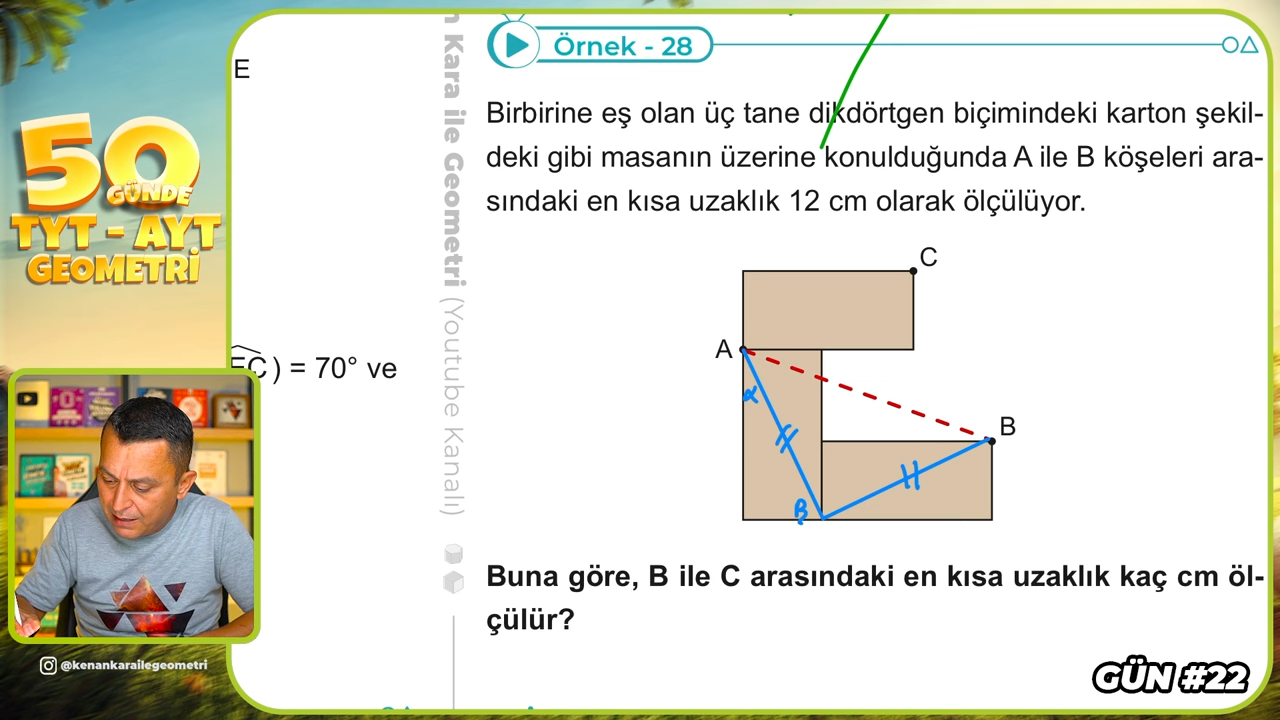 50
GÜNDE
TYT - AYT
GEOMETRİ
E
EC) = 70° ve
n Kara ile Geometri (Youtube Kanalı)
Örnek - 28
Birbirine eş olan üç tane dikdörtgen biçimindeki karton şekil-
deki gibi masanın üzerine konulduğunda A ile B köşeleri ara-
sındaki en kısa uzaklık 12 cm olarak ölçülüyor.
C
A
B
α
β
Buna göre, B ile C arasındaki en kısa uzaklık kaç cm öl-
çülür?
@kenankarailegeometri
GÜN #22